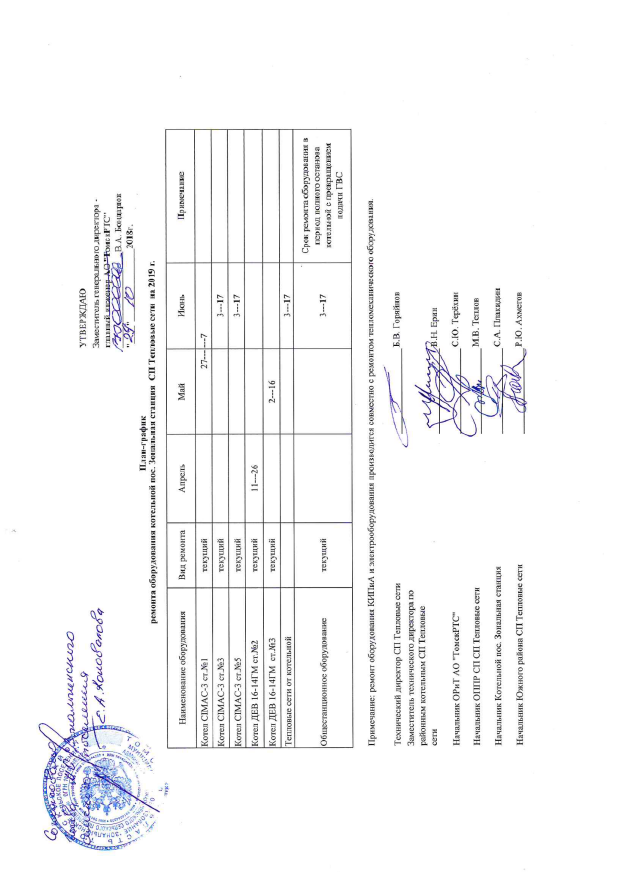 УТВЕРЖДАЮ
Заместитель генерального директора -
главный инженер АО "ТомскРТС"
В.А. Бондарюк
"29" 10 2018г.
План-график
ремонта оборудования котельной пос. Зональная станция СП Тепловые сети на 2019 г.
Наименование оборудования Вид ремонта Апрель Май Июнь Примечание
Котел CIMAC-3 ст.№1 текущий 27-------7
Котел CIMAC-3 ст.№3 текущий 3---17
Котел CIMAC-3 ст.№5 текущий 3---17
Котел ДЕВ 16-14ГМ ст.№2 текущий 11---26
Котел ДЕВ 16-14ГМ ст.№3 текущий 2---16
Тепловые сети от котельной 3---17
Общестанционное оборудование текущий 3---17
Срок ремонта оборудования в
период полного останова
котельной с прекращением
подачи ГВС
Примечание: ремонт оборудования КИПиА и электрооборудования производится совместно с ремонтом тепломеханического оборудования.
Технический директор СП Тепловые сети Б.В. Горяйнов
Заместитель технического директора по
районным котельным СП Тепловые
сети В.Н. Ерин
Начальник ОРиТ АО "ТомскРТС" С.Ю. Терёхин
Начальник ОППР СП СП Тепловые сети М.В. Теплов
Начальник Котельной пос. Зональная станция С.А. Плакидин
Начальник Южного района СП Тепловые сети Р.Ю. Ахметов